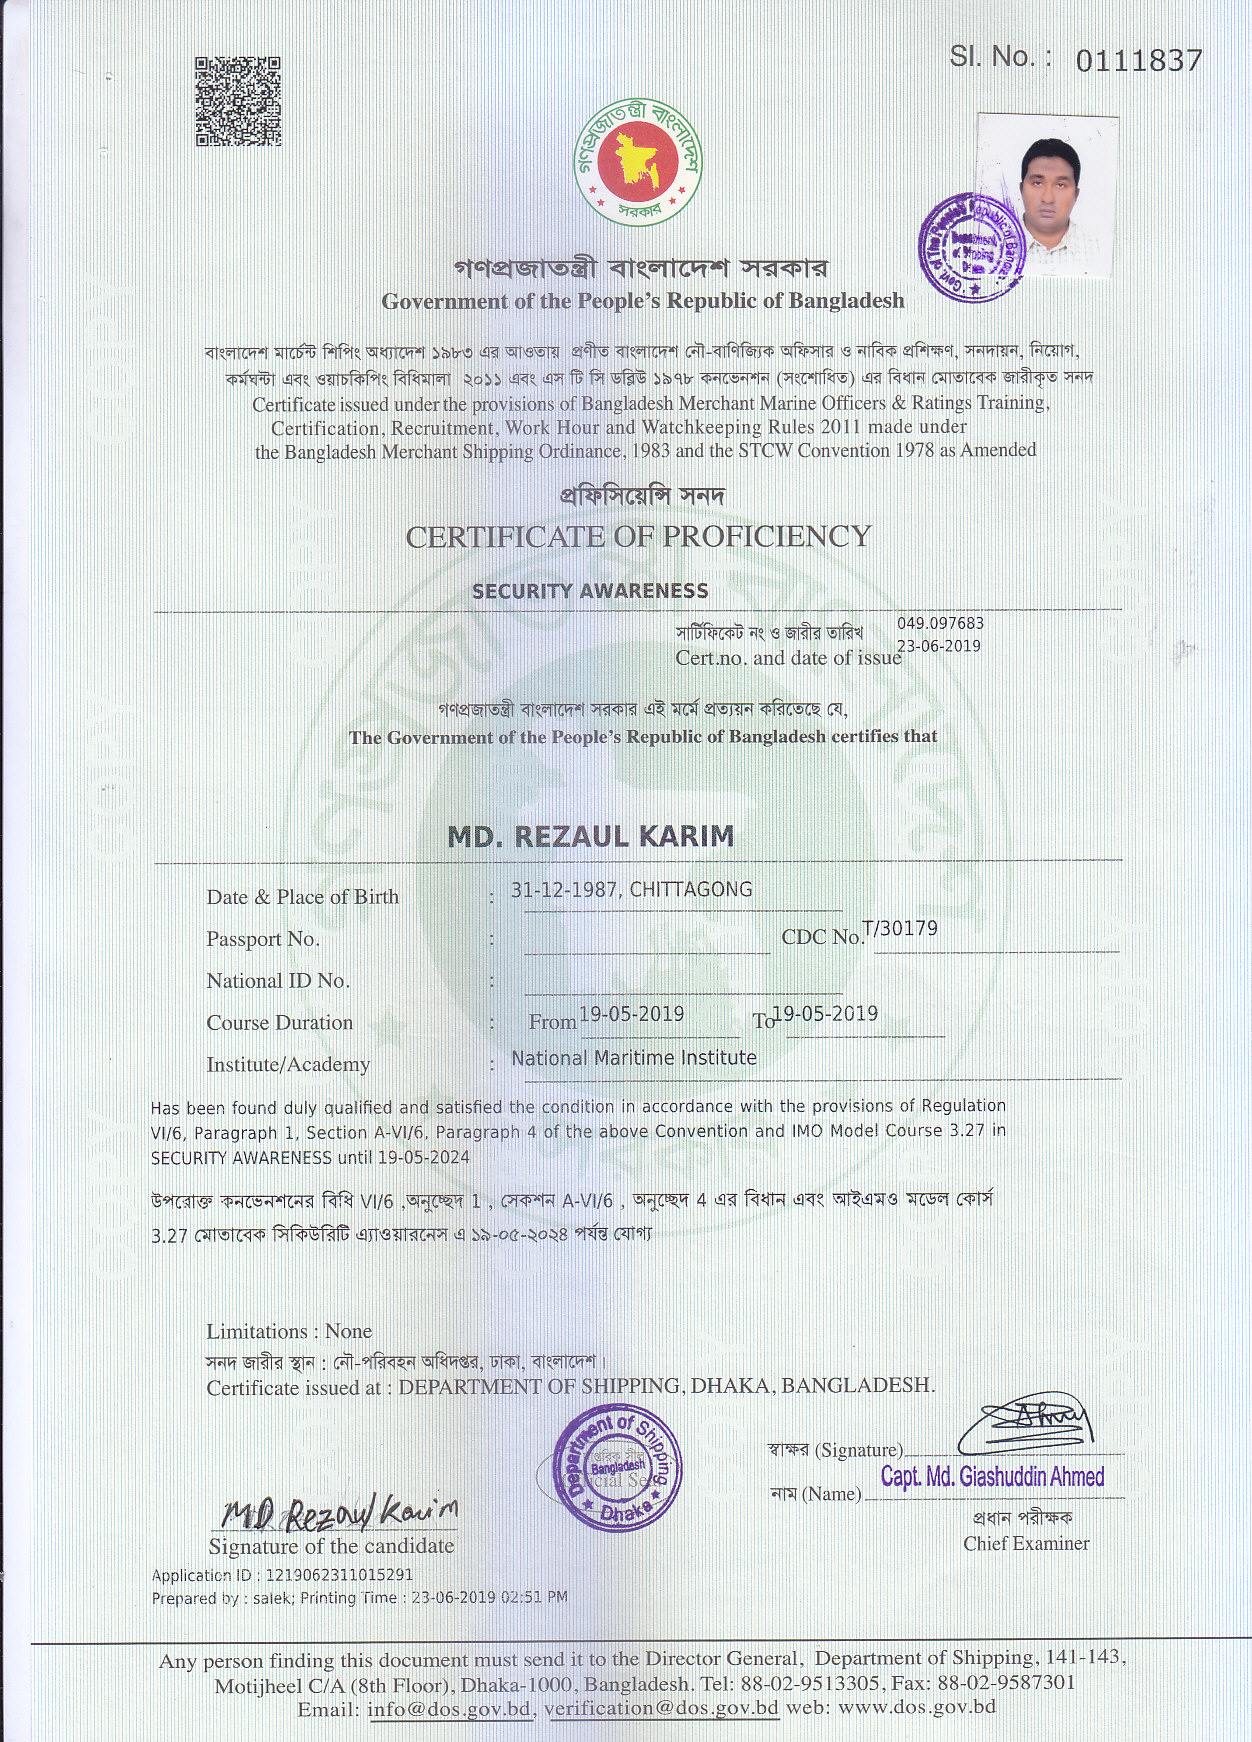 Sl. No. : 0111837
গণপ্রজাতন্ত্রী বাংলাদেশ
সরকার
Govt. of The People's Republic of Bangladesh
Department of Shipping Dhaka
গণপ্রজাতন্ত্রী বাংলাদেশ সরকার
Government of the People's Republic of Bangladesh
বাংলাদেশ মার্চেন্ট শিপিং অধ্যাদেশ ১৯৮৩ এর আওতায় প্রণীত বাংলাদেশ নৌ-বাণিজ্যিক অফিসার ও নাবিক প্রশিক্ষণ, সনদায়ন, নিয়োগ,
কর্মঘন্টা এবং ওয়াচকিপিং বিধিমালা ২০১১ এবং এস টি সি ডব্লিউ ১৯৭৮ কনভেনশন (সংশোধিত) এর বিধান মোতাবেক জারীকৃত সনদ
Certificate issued under the provisions of Bangladesh Merchant Marine Officers & Ratings Training,
Certification, Recruitment, Work Hour and Watchkeeping Rules 2011 made under
the Bangladesh Merchant Shipping Ordinance, 1983 and the STCW Convention 1978 as Amended
প্রফিসিয়েন্সি সনদ
CERTIFICATE OF PROFICIENCY
SECURITY AWARENESS
সার্টিফিকেট নং ও জারীর তারিখ 049.097683
Cert.no. and date of issue 23-06-2019
গণপ্রজাতন্ত্রী বাংলাদেশ সরকার এই মর্মে প্রত্যয়ন করিতেছে যে,
The Government of the People's Republic of Bangladesh certifies that
MD. REZAUL KARIM
Date & Place of Birth : 31-12-1987, CHITTAGONG
Passport No. : CDC No. T/30179
National ID No. :
Course Duration : From 19-05-2019 To 19-05-2019
Institute/Academy : National Maritime Institute
Has been found duly qualified and satisfied the condition in accordance with the provisions of Regulation
VI/6, Paragraph 1, Section A-VI/6, Paragraph 4 of the above Convention and IMO Model Course 3.27 in
SECURITY AWARENESS until 19-05-2024
উপরোক্ত কনভেনশনের বিধি VI/6 ,অনুচ্ছেদ 1 , সেকশন A-VI/6 , অনুচ্ছেদ 4 এর বিধান এবং আইএমও মডেল কোর্স
3.27 মোতাবেক সিকিউরিটি এ্যাওয়ারনেস এ ১৯-০৫-২০২৪ পর্যন্ত যোগ্য
Limitations : None
সনদ জারীর স্থান : নৌ-পরিবহন অধিদপ্তর, ঢাকা, বাংলাদেশ।
Certificate issued at : DEPARTMENT OF SHIPPING, DHAKA, BANGLADESH.
Department of Shipping
Bangladesh
Dhaka
স্বাক্ষর (Signature)
Capt. Md. Giashuddin Ahmed
নাম (Name)
প্রধান পরীক্ষক
Chief Examiner
MD Rezaul Karim
Signature of the candidate
Application ID : 1219062311015291
Prepared by : salek; Printing Time : 23-06-2019 02:51 PM
Any person finding this document must send it to the Director General, Department of Shipping, 141-143,
Motijheel C/A (8th Floor), Dhaka-1000, Bangladesh. Tel: 88-02-9513305, Fax: 88-02-9587301
Email: info@dos.gov.bd, verification@dos.gov.bd web: www.dos.gov.bd